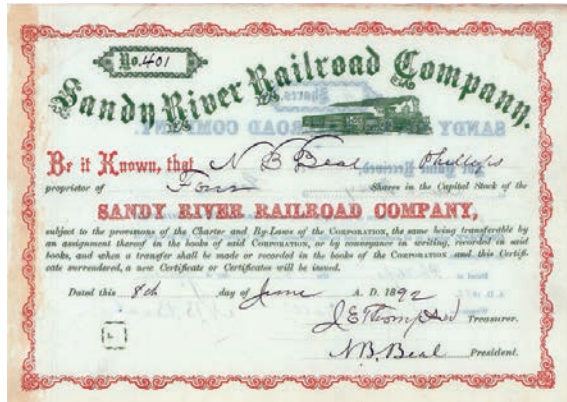 No. 401
Sandy River Railroad Company.
Be it Known, that N B Beal Phillips
proprietor of Four Shares in the Capital Stock of the
SANDY RIVER RAILROAD COMPANY,
subject to the provisions of the Charter and By-Laws of the CORPORATION, the same being transferable by
an assignment thereof in the books of said CORPORATION, or by conveyance in writing, recorded in said
books, and when a transfer shall be made or recorded in the books of the CORPORATION and this Certifi-
cate surrendered, a new Certificate or Certificates will be issued.
Dated this 8th day of June A. D. 1892
J E Thompson Treasurer.
N. B. Beal President.